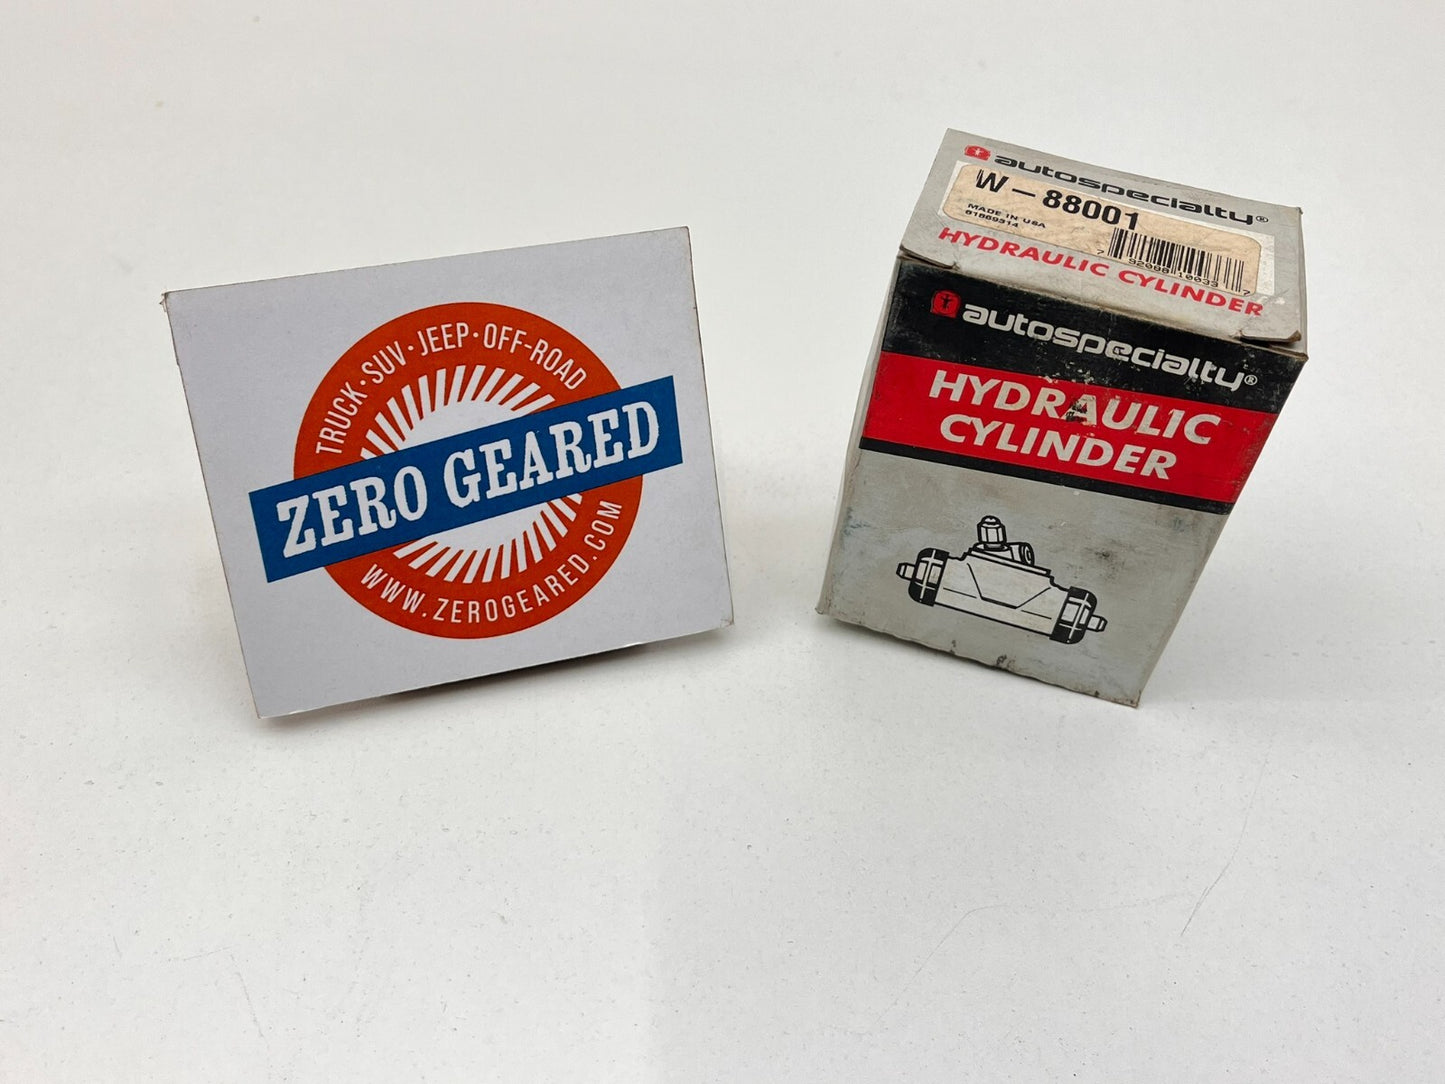 TRUCK·SUV·JEEP·OFF-ROAD
ZERO GEARED
WWW.ZEROGEARED.COM
autospecialty®
W-88001
MADE IN USA
HYDRAULIC CYLINDER
autospecialty®
HYDRAULIC
CYLINDER